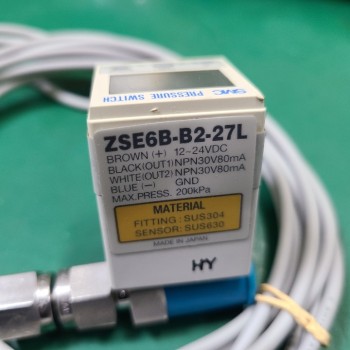 SMC PRESSURE SWITCH
ZSE6B-B2-27L
BROWN (+) 12~24VDC
BLACK(OUT1)NPN30V80mA
WHITE(OUT2)NPN30V80mA
BLUE (−) GND
MAX.PRESS. 200kPa
MATERIAL
FITTING : SUS304
SENSOR: SUS630
MADE IN JAPAN
HY